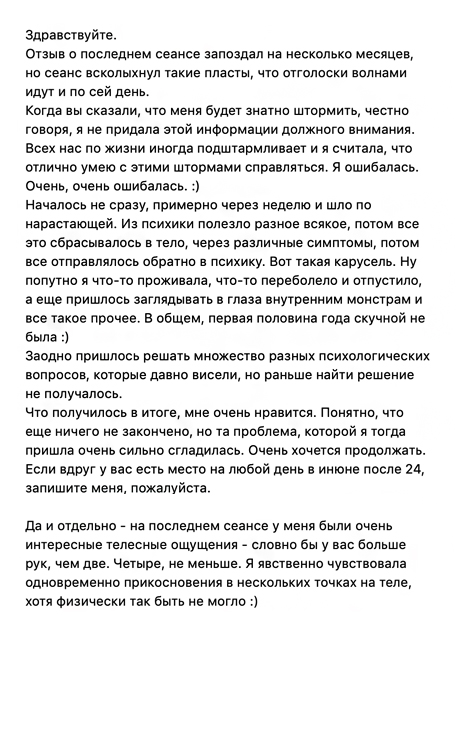 Здравствуйте.
Отзыв о последнем сеансе запоздал на несколько месяцев,
но сеанс всколыхнул такие пласты, что отголоски волнами
идут и по сей день.
Когда вы сказали, что меня будет знатно штормить, честно
говоря, я не придала этой информации должного внимания.
Всех нас по жизни иногда подштармливает и я считала, что
отлично умею с этими штормами справляться. Я ошибалась.
Очень, очень ошибалась. :)
Началось не сразу, примерно через неделю и шло по
нарастающей. Из психики полезло разное всякое, потом все
это сбрасывалось в тело, через различные симптомы, потом
все отправлялось обратно в психику. Вот такая карусель. Ну
попутно я что-то проживала, что-то переболело и отпустило,
а еще пришлось заглядывать в глаза внутренним монстрам и
все такое прочее. В общем, первая половина года скучной не
была :)
Заодно пришлось решать множество разных психологических
вопросов, которые давно висели, но раньше найти решение
не получалось.
Что получилось в итоге, мне очень нравится. Понятно, что
еще ничего не закончено, но та проблема, которой я тогда
пришла очень сильно сгладилась. Очень хочется продолжать.
Если вдруг у вас есть место на любой день в июне после 24,
запишите меня, пожалуйста.
Да и отдельно - на последнем сеансе у меня были очень
интересные телесные ощущения - словно бы у вас больше
рук, чем две. Четыре, не меньше. Я явственно чувствовала
одновременно прикосновения в нескольких точках на теле,
хотя физически так быть не могло :)